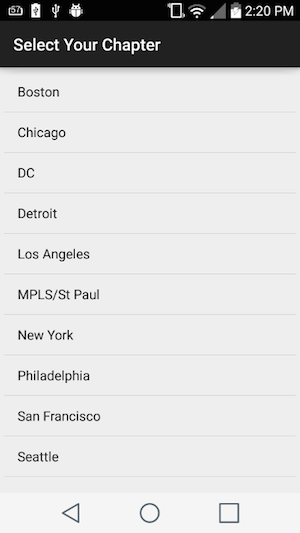 57
2:20 PM
Select Your Chapter
Boston
Chicago
DC
Detroit
Los Angeles
MPLS/St Paul
New York
Philadelphia
San Francisco
Seattle